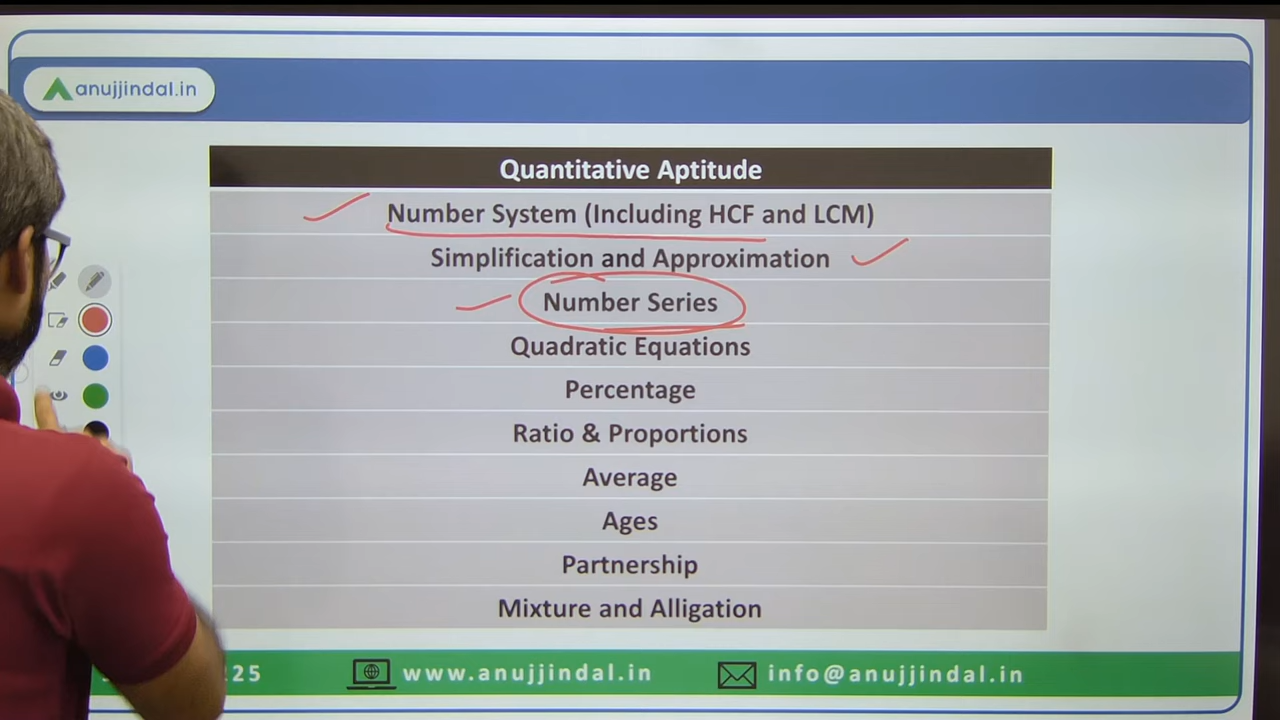 anujjindal.in
Quantitative Aptitude
Number System (Including HCF and LCM)
Simplification and Approximation
Number Series
Quadratic Equations
Percentage
Ratio & Proportions
Average
Ages
Partnership
Mixture and Alligation
www.anujjindal.in
info@anujjindal.in